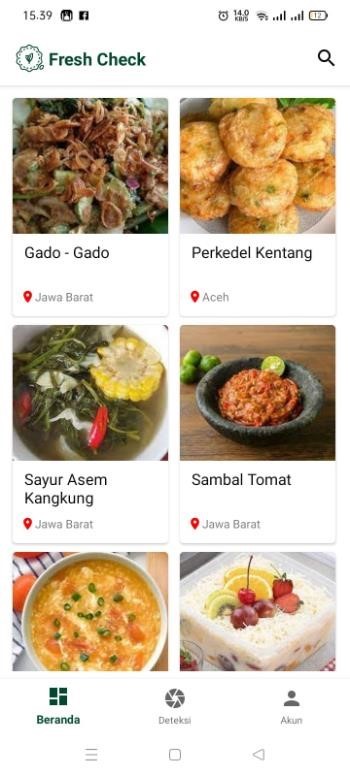 15.39
14.0
KB/S
12
Fresh Check
Gado - Gado
Perkedel Kentang
Jawa Barat
Aceh
Sayur Asem
Kangkung
Sambal Tomat
Jawa Barat
Jawa Barat
Beranda
Deteksi
Akun